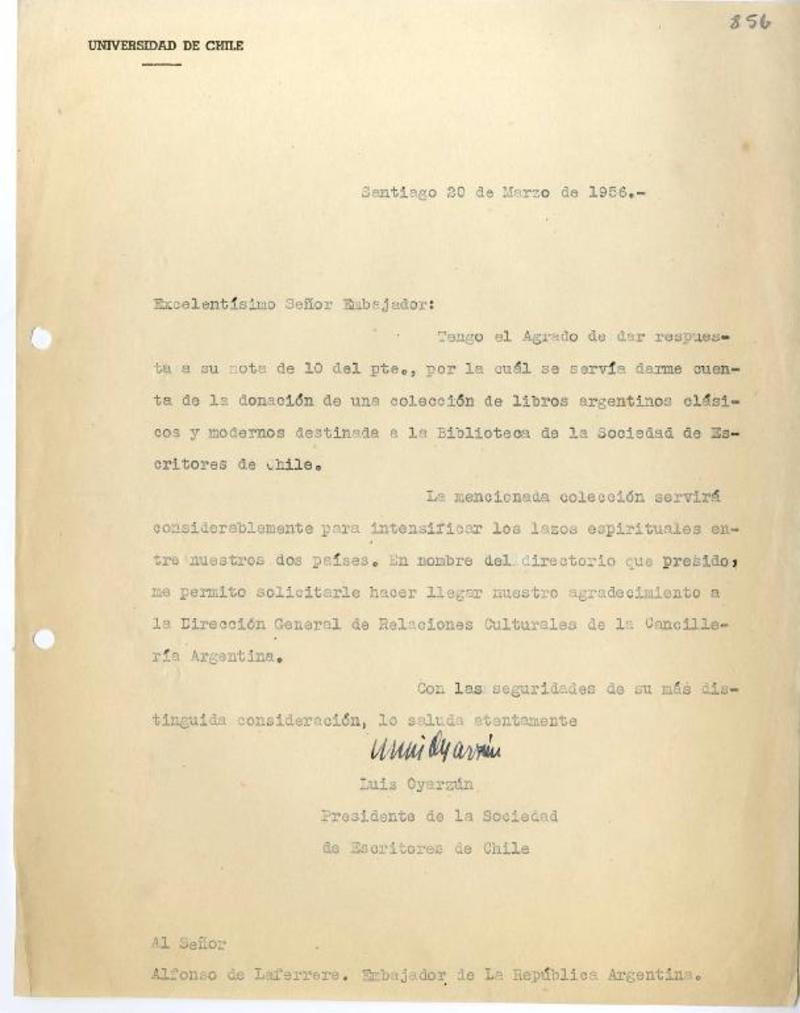 856
UNIVERSIDAD DE CHILE
Santiago 20 de Marzo de 1956.-
Excelentísimo Señor Embajador:
Tengo el Agrado de dar respues-
ta a su nota de 10 del pte., por la cuál se servía darme cuen-
ta de la donación de una colección de libros argentinos clási-
cos y modernos destinada a la Biblioteca de la Sociedad de Es-
critores de Chile.
La mencionada colección servirá
considerablemente para intensificar los lazos espirituales en-
tre nuestros dos países. En nombre del directorio que presido,
me permito solicitarle hacer llegar nuestro agradecimiento a
la Dirección General de Relaciones Culturales de la Cancille-
ría Argentina.
Con las seguridades de su más dis-
tinguida consideración, lo saluda atentamente
Luis Oyarzún
Luis Oyarzún
Presidente de la Sociedad
de Escritores de Chile
Al Señor
Alfonso de Laferrere. Embajador de La República Argentina.